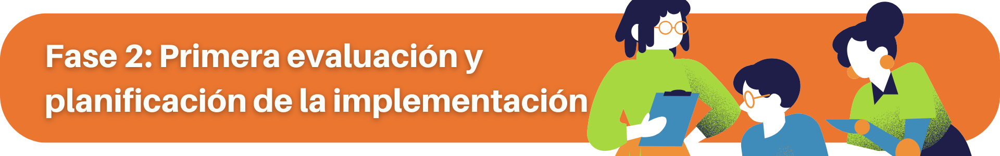 Fase 2: Primera evaluación y
planificación de la implementación